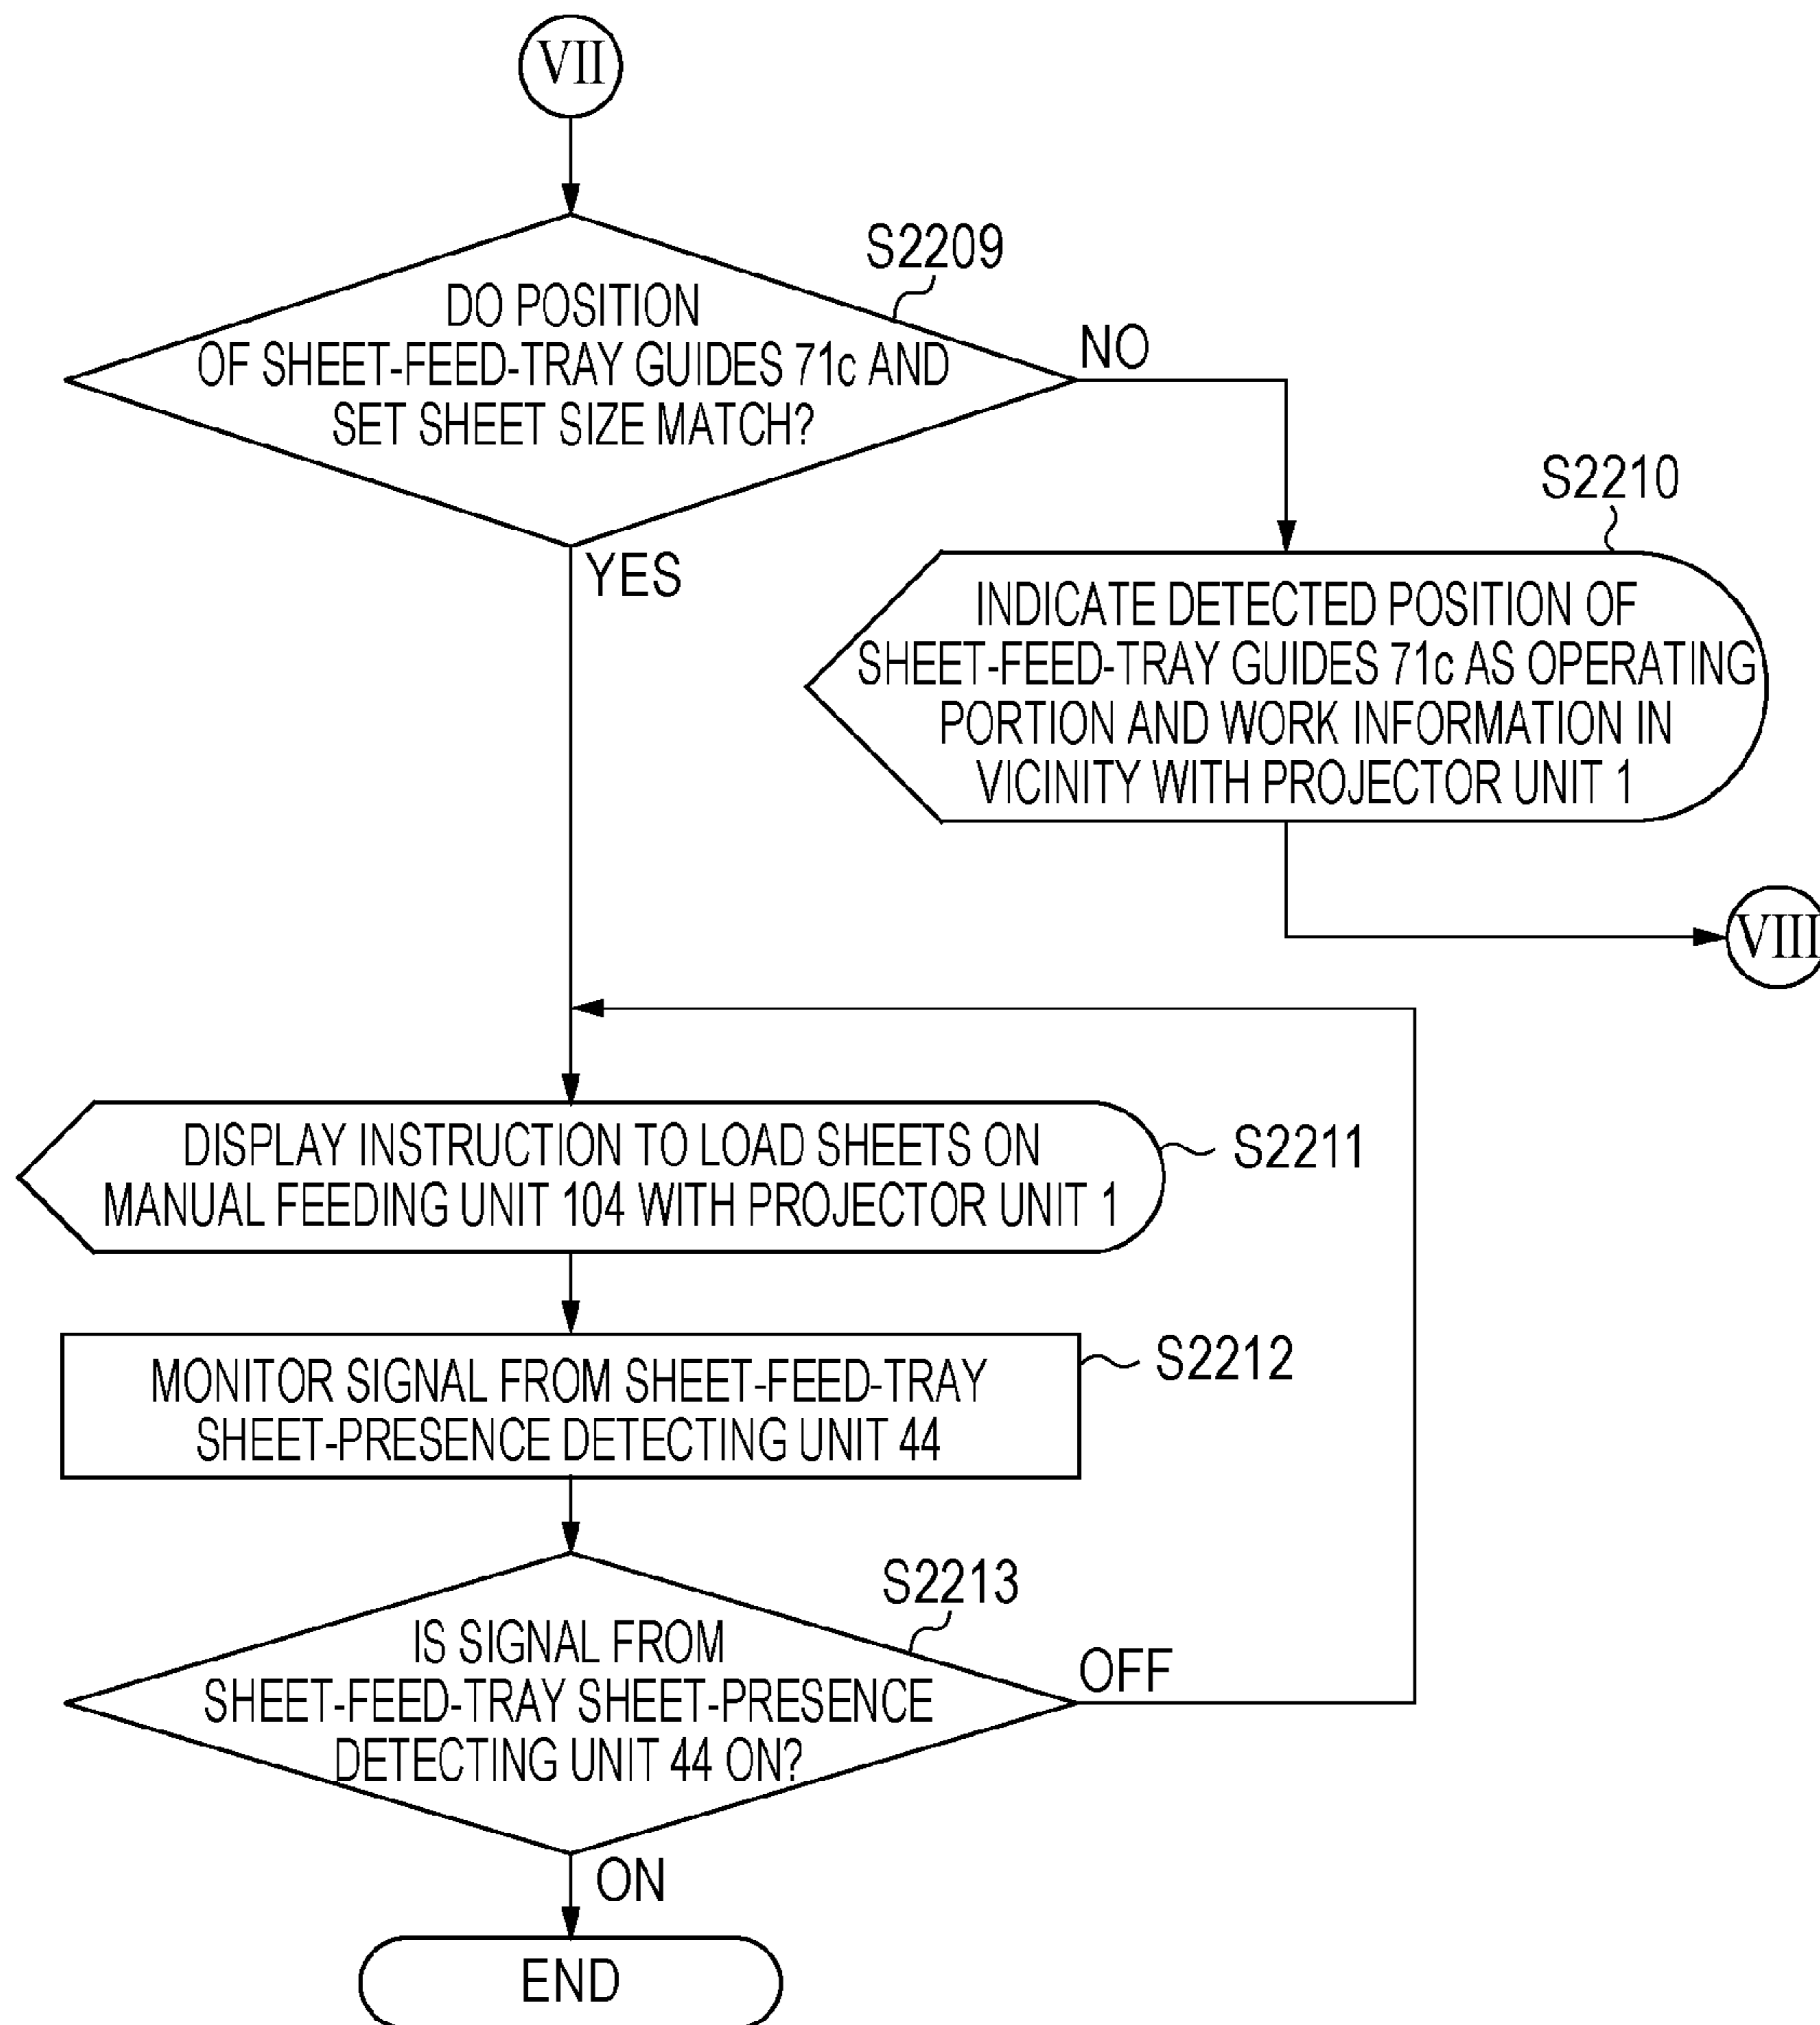 VII
S2209
DO POSITION
OF SHEET-FEED-TRAY GUIDES 71c AND
SET SHEET SIZE MATCH?
NO
YES
S2210
INDICATE DETECTED POSITION OF
SHEET-FEED-TRAY GUIDES 71c AS OPERATING
PORTION AND WORK INFORMATION IN
VICINITY WITH PROJECTOR UNIT 1
VIII
DISPLAY INSTRUCTION TO LOAD SHEETS ON
MANUAL FEEDING UNIT 104 WITH PROJECTOR UNIT 1
S2211
MONITOR SIGNAL FROM SHEET-FEED-TRAY
SHEET-PRESENCE DETECTING UNIT 44
S2212
S2213
IS SIGNAL FROM
SHEET-FEED-TRAY SHEET-PRESENCE
DETECTING UNIT 44 ON?
OFF
ON
END